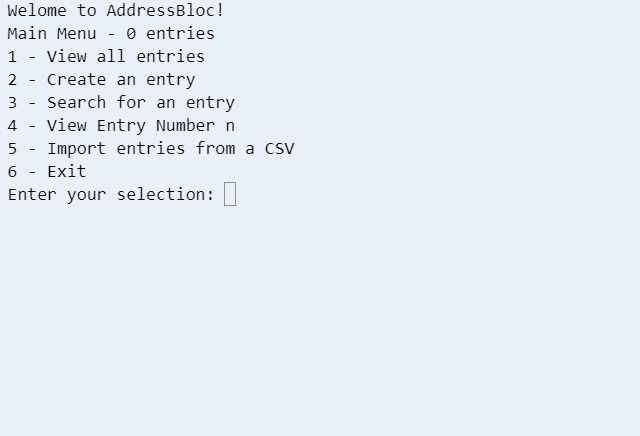 Welome to AddressBloc!
Main Menu - 0 entries
1 - View all entries
2 - Create an entry
3 - Search for an entry
4 - View Entry Number n
5 - Import entries from a CSV
6 - Exit
Enter your selection: